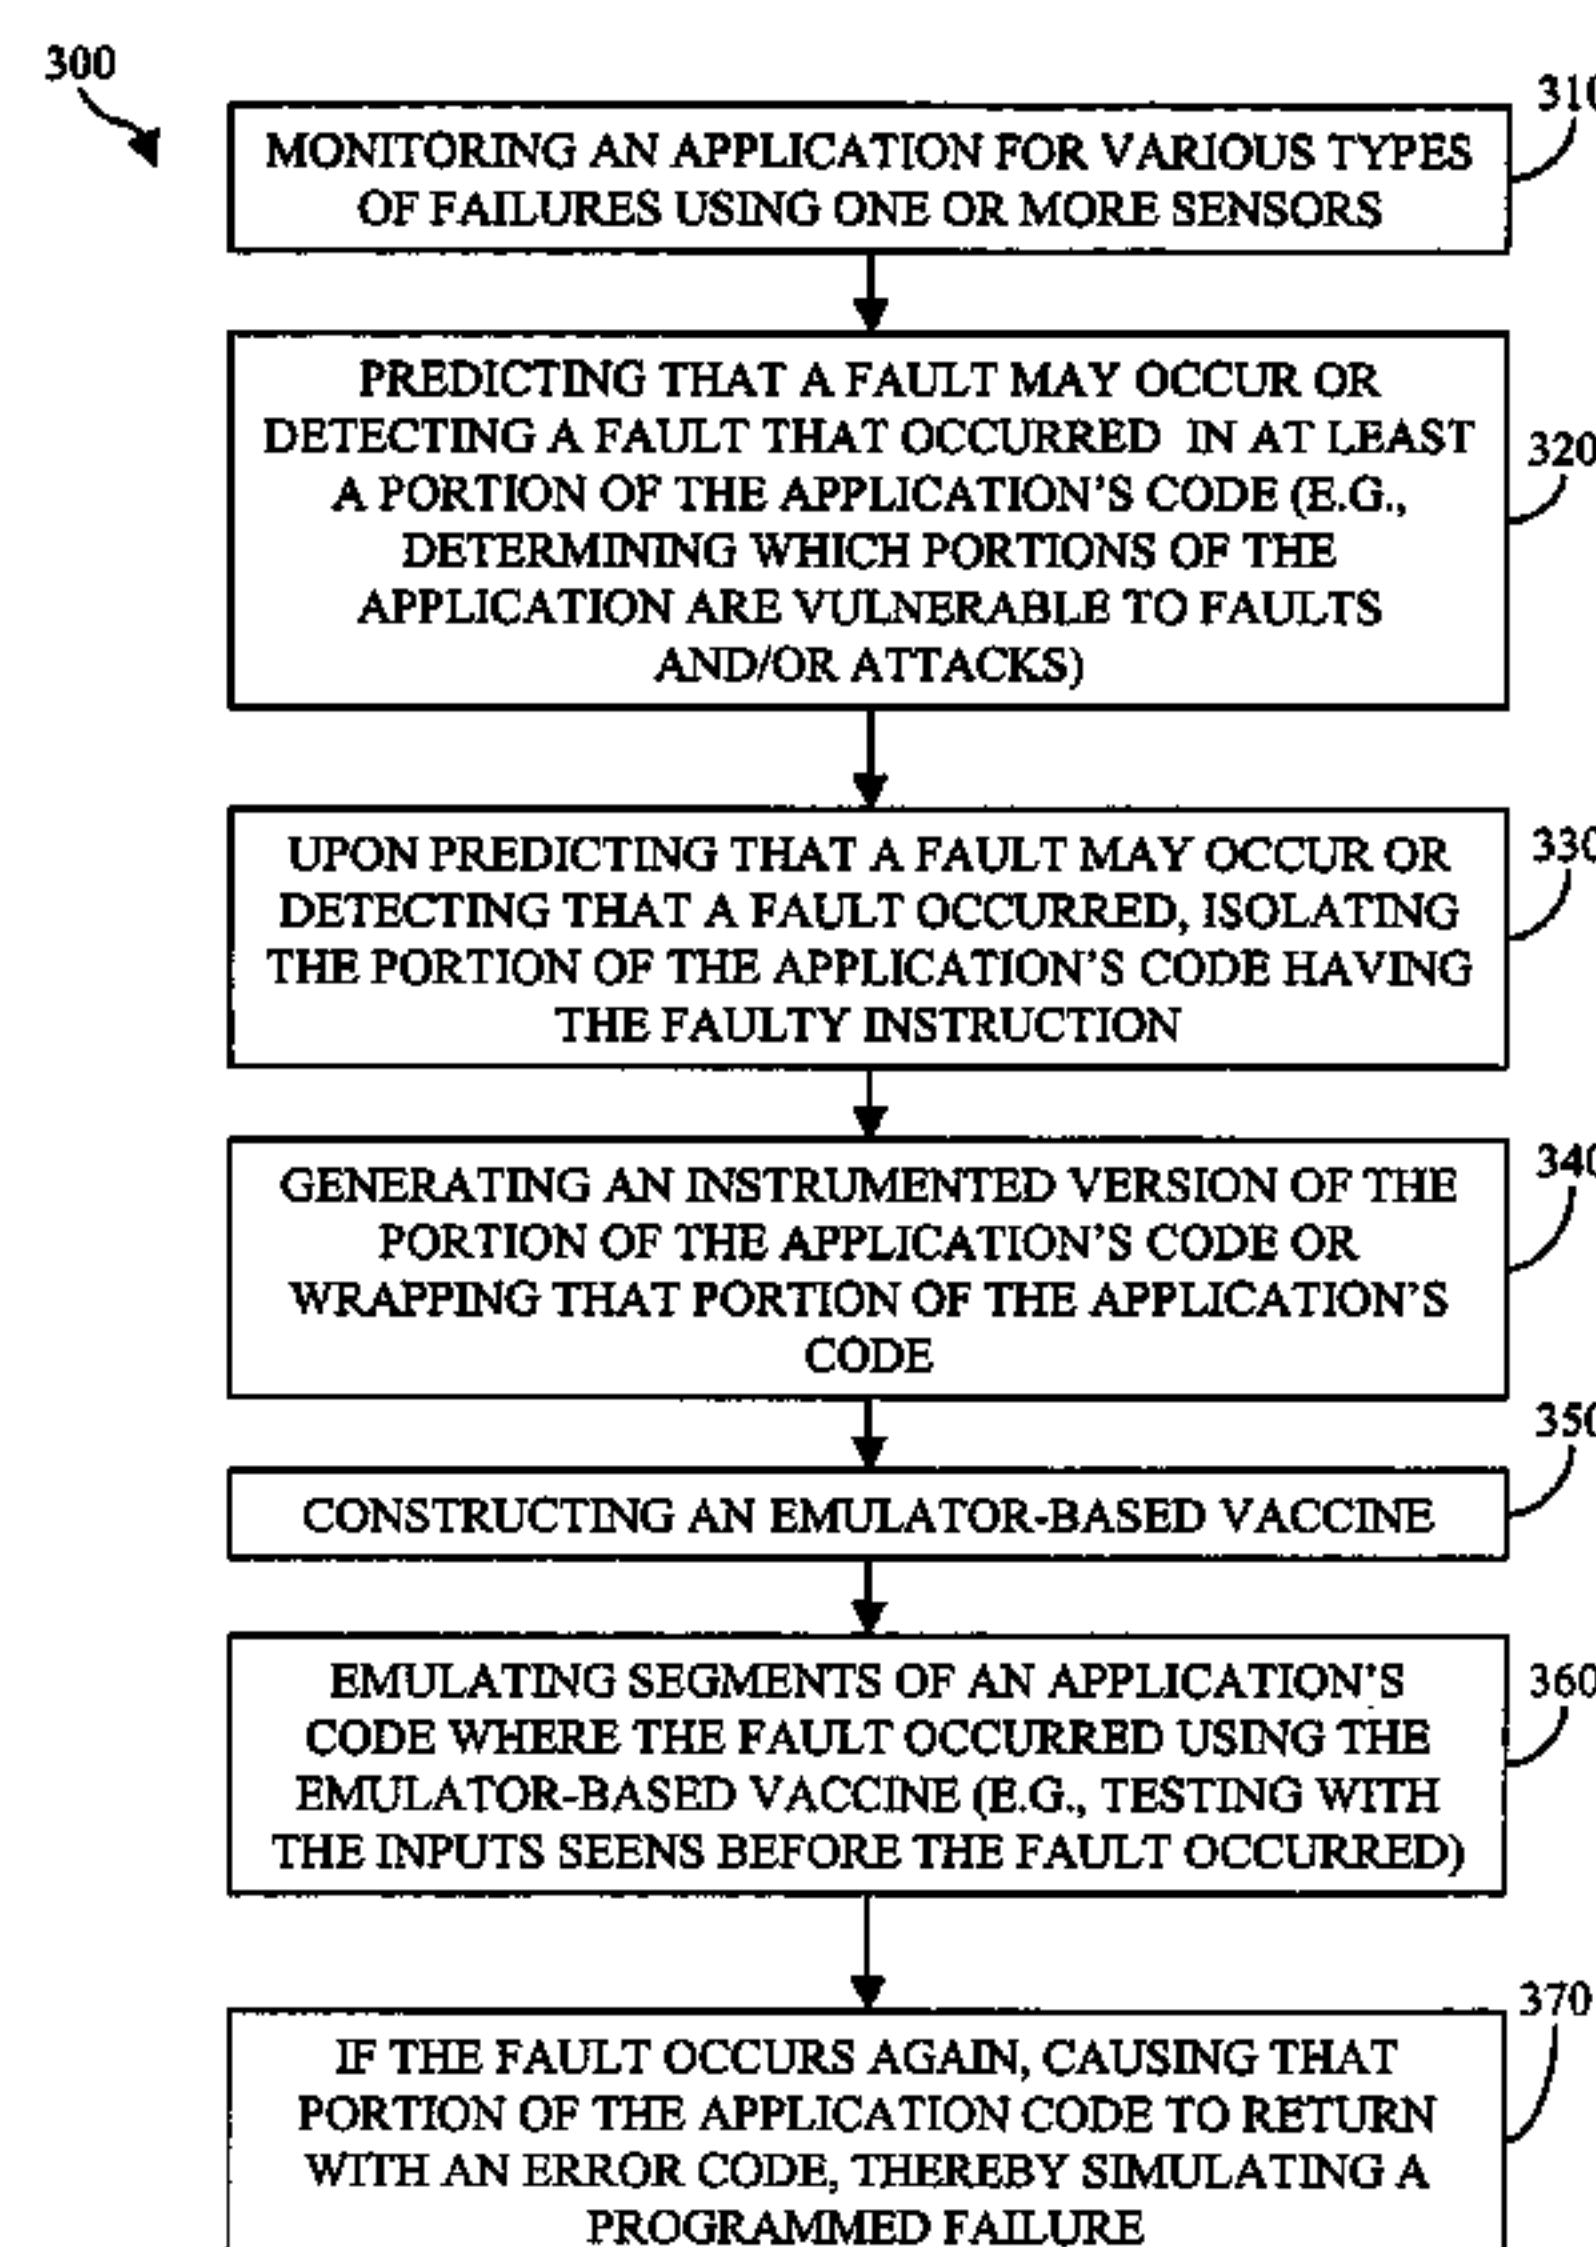 300
310
MONITORING AN APPLICATION FOR VARIOUS TYPES
OF FAILURES USING ONE OR MORE SENSORS
PREDICTING THAT A FAULT MAY OCCUR OR
DETECTING A FAULT THAT OCCURRED IN AT LEAST
320
A PORTION OF THE APPLICATION'S CODE (E.G.,
DETERMINING WHICH PORTIONS OF THE
APPLICATION ARE VULNERABLE TO FAULTS
AND/OR ATTACKS)
330
UPON PREDICTING THAT A FAULT MAY OCCUR OR
DETECTING THAT A FAULT OCCURRED, ISOLATING
THE PORTION OF THE APPLICATION'S CODE HAVING
THE FAULTY INSTRUCTION
340
GENERATING AN INSTRUMENTED VERSION OF THE
PORTION OF THE APPLICATION'S CODE OR
WRAPPING THAT PORTION OF THE APPLICATION'S
CODE
350
CONSTRUCTING AN EMULATOR-BASED VACCINE
360
EMULATING SEGMENTS OF AN APPLICATION'S
CODE WHERE THE FAULT OCCURRED USING THE
EMULATOR-BASED VACCINE (E.G., TESTING WITH
THE INPUTS SEENS BEFORE THE FAULT OCCURRED)
370
IF THE FAULT OCCURS AGAIN, CAUSING THAT
PORTION OF THE APPLICATION CODE TO RETURN
WITH AN ERROR CODE, THEREBY SIMULATING A
PROGRAMMED FAILURE